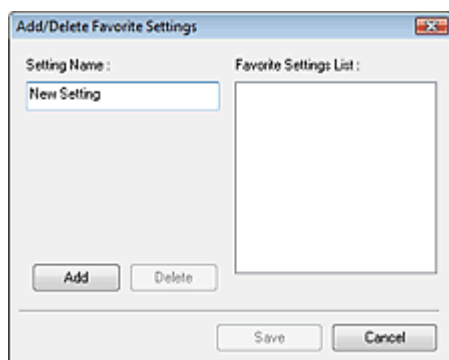 Add/Delete Favorite Settings
Setting Name :
Favorite Settings List :
New Setting
Add
Delete
Save
Cancel